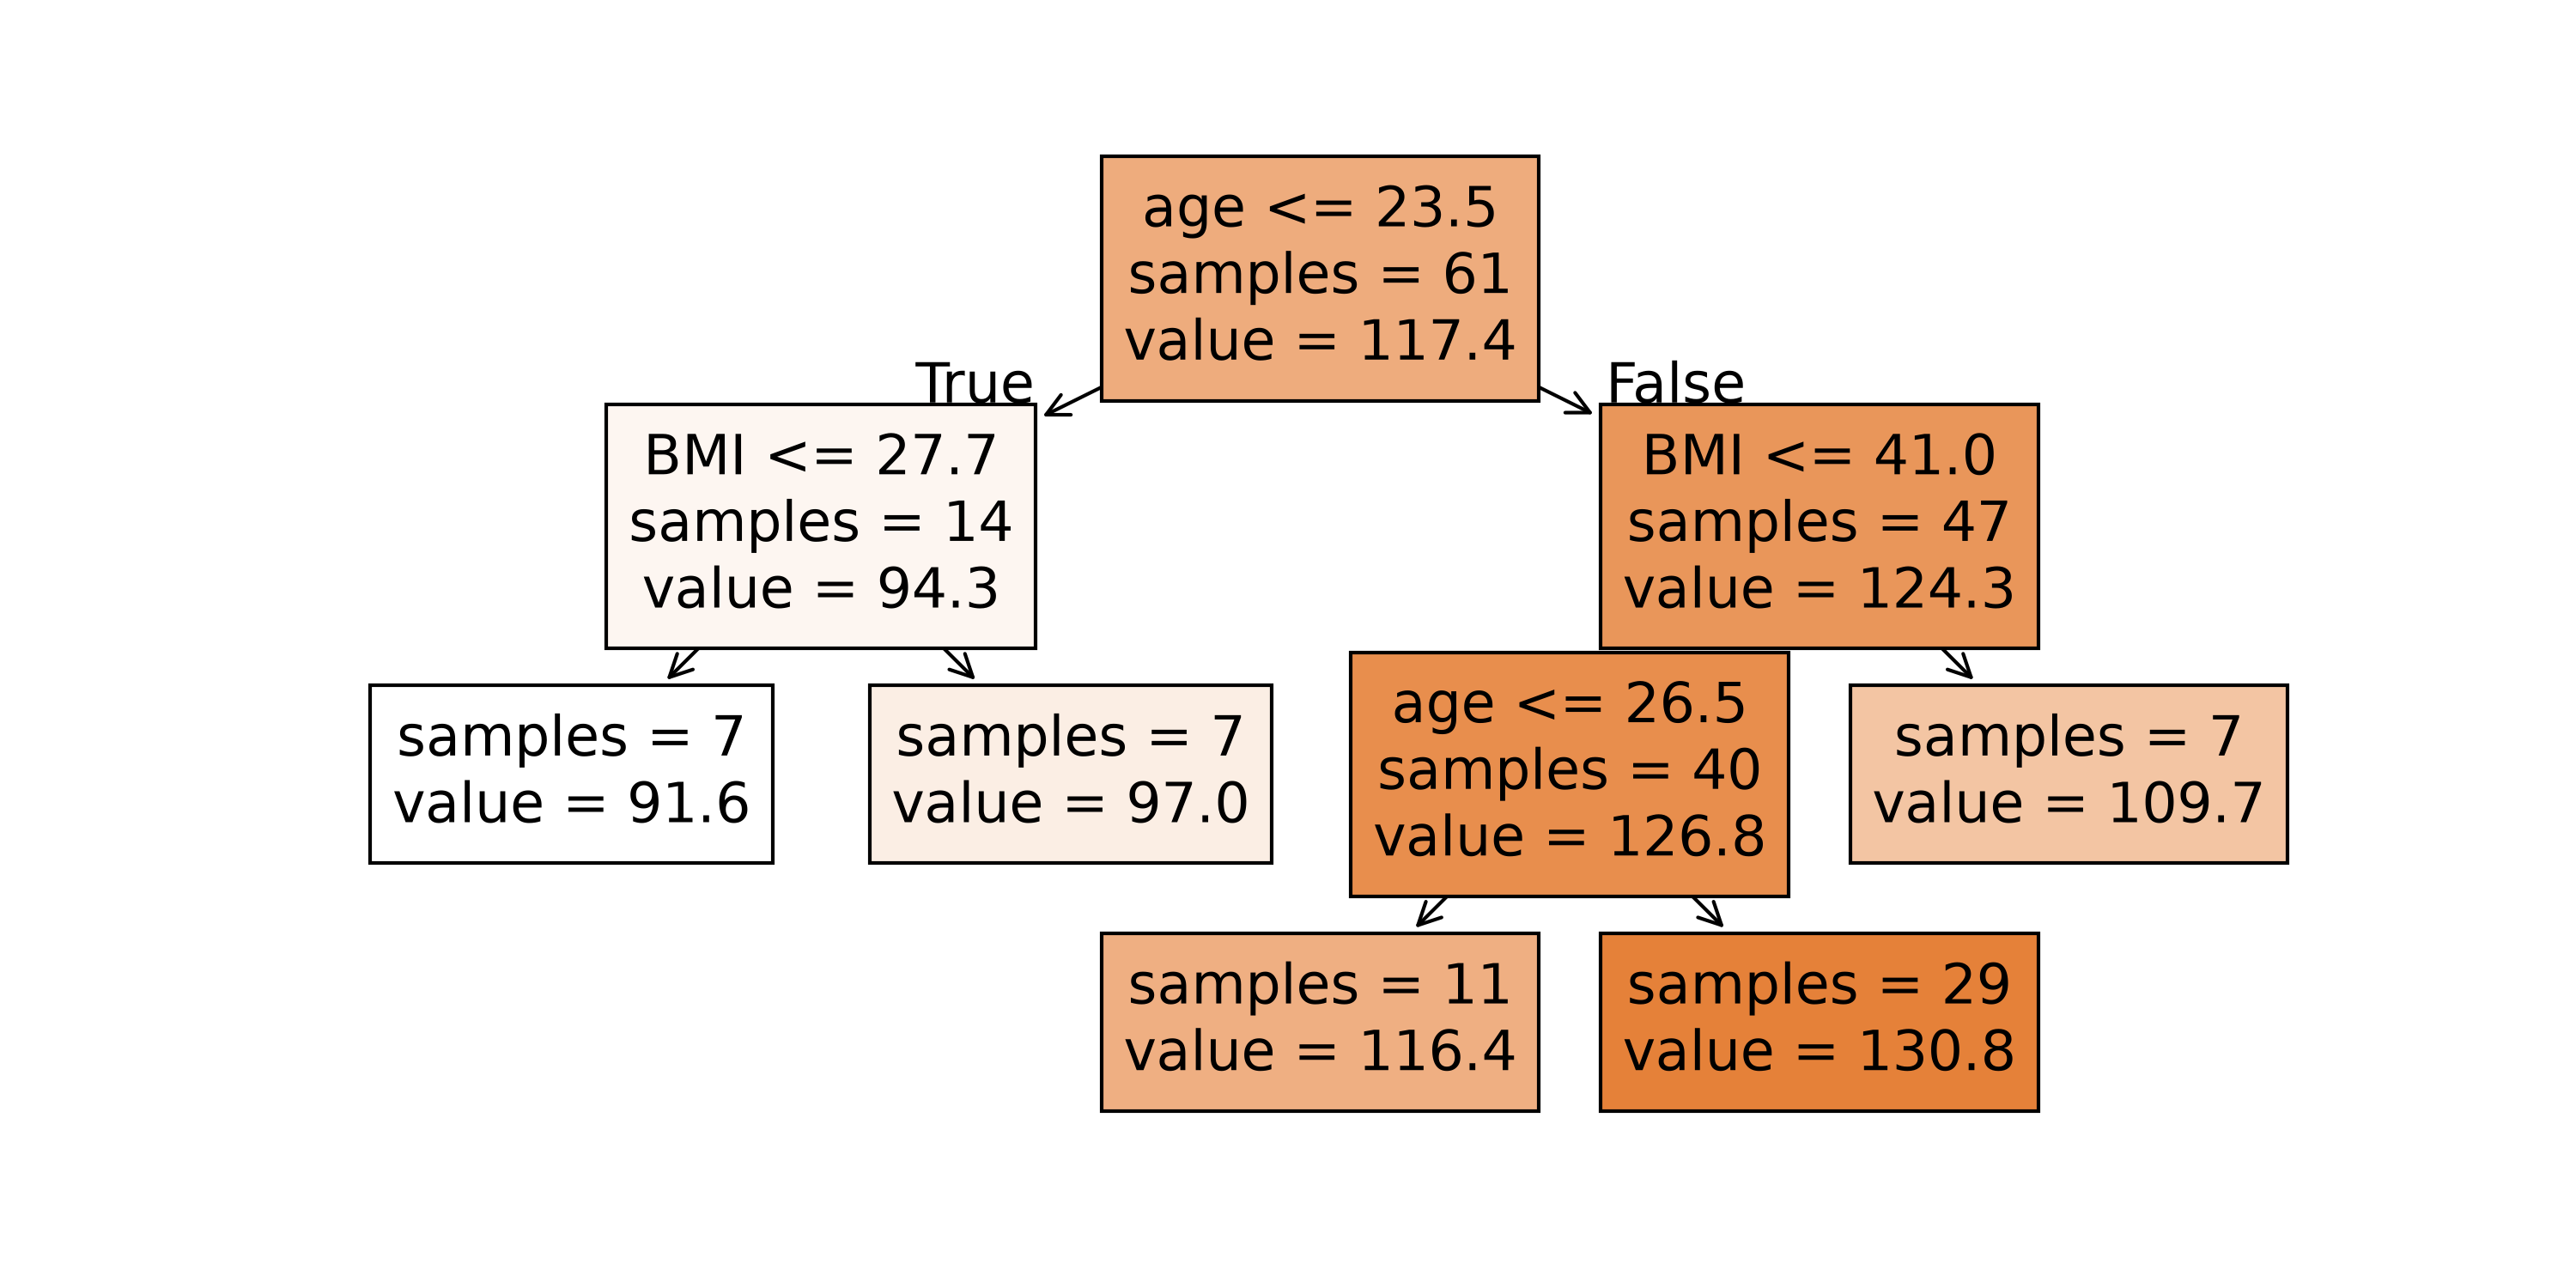 age <= 23.5
samples = 61
value = 117.4
True
False
BMI <= 27.7
samples = 14
value = 94.3
BMI <= 41.0
samples = 47
value = 124.3
samples = 7
value = 91.6
samples = 7
value = 97.0
age <= 26.5
samples = 40
value = 126.8
samples = 7
value = 109.7
samples = 11
value = 116.4
samples = 29
value = 130.8